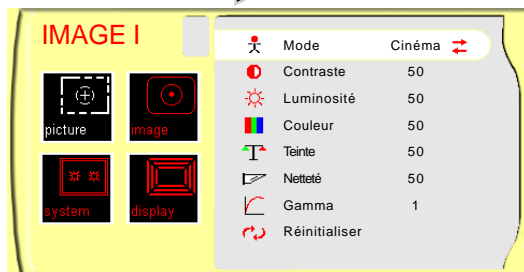 IMAGE I
picture
image
system
display
Mode Cinéma
Contraste 50
Luminosité 50
Couleur 50
Teinte 50
Netteté 50
Gamma 1
Réinitialiser